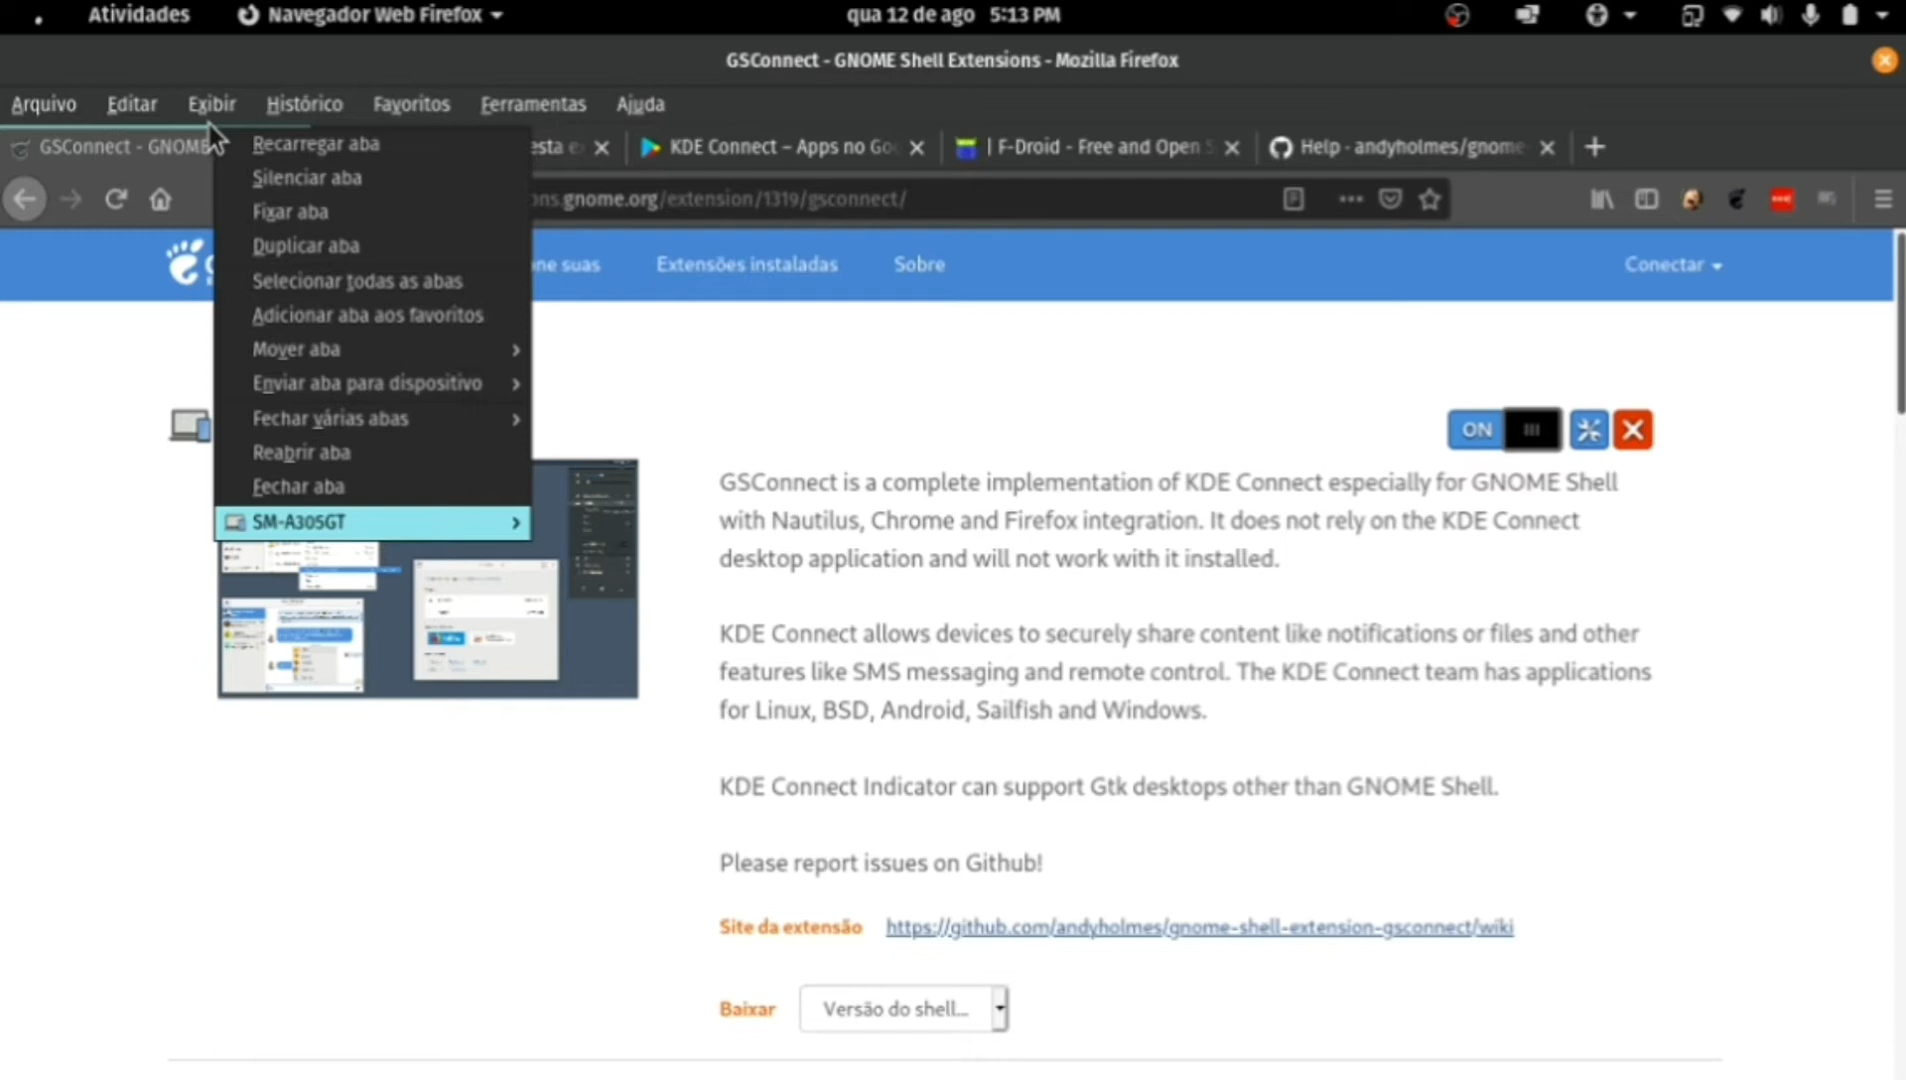 Atividades
Navegador Web Firefox
qua 12 de ago 5:13 PM
GSConnect - GNOME Shell Extensions - Mozilla Firefox
Arquivo Editar Exibir Histórico Favoritos Ferramentas Ajuda
GSConnect - GNOME
esta e
KDE Connect – Apps no Go
| F-Droid - Free and Open S
Help - andyholmes/gnome-
ons.gnome.org/extension/1319/gsconnect/
Recarregar aba
Silenciar aba
Fixar aba
Duplicar aba
Selecionar todas as abas
Adicionar aba aos favoritos
Mover aba
Enviar aba para dispositivo
Fechar várias abas
Reabrir aba
Fechar aba
SM-A305GT
one suas
Extensões instaladas
Sobre
Conectar
ON
GSConnect is a complete implementation of KDE Connect especially for GNOME Shell
with Nautilus, Chrome and Firefox integration. It does not rely on the KDE Connect
desktop application and will not work with it installed.
KDE Connect allows devices to securely share content like notifications or files and other
features like SMS messaging and remote control. The KDE Connect team has applications
for Linux, BSD, Android, Sailfish and Windows.
KDE Connect Indicator can support Gtk desktops other than GNOME Shell.
Please report issues on Github!
Site da extensão https://github.com/andyholmes/gnome-shell-extension-gsconnect/wiki
Baixar Versão do shell...